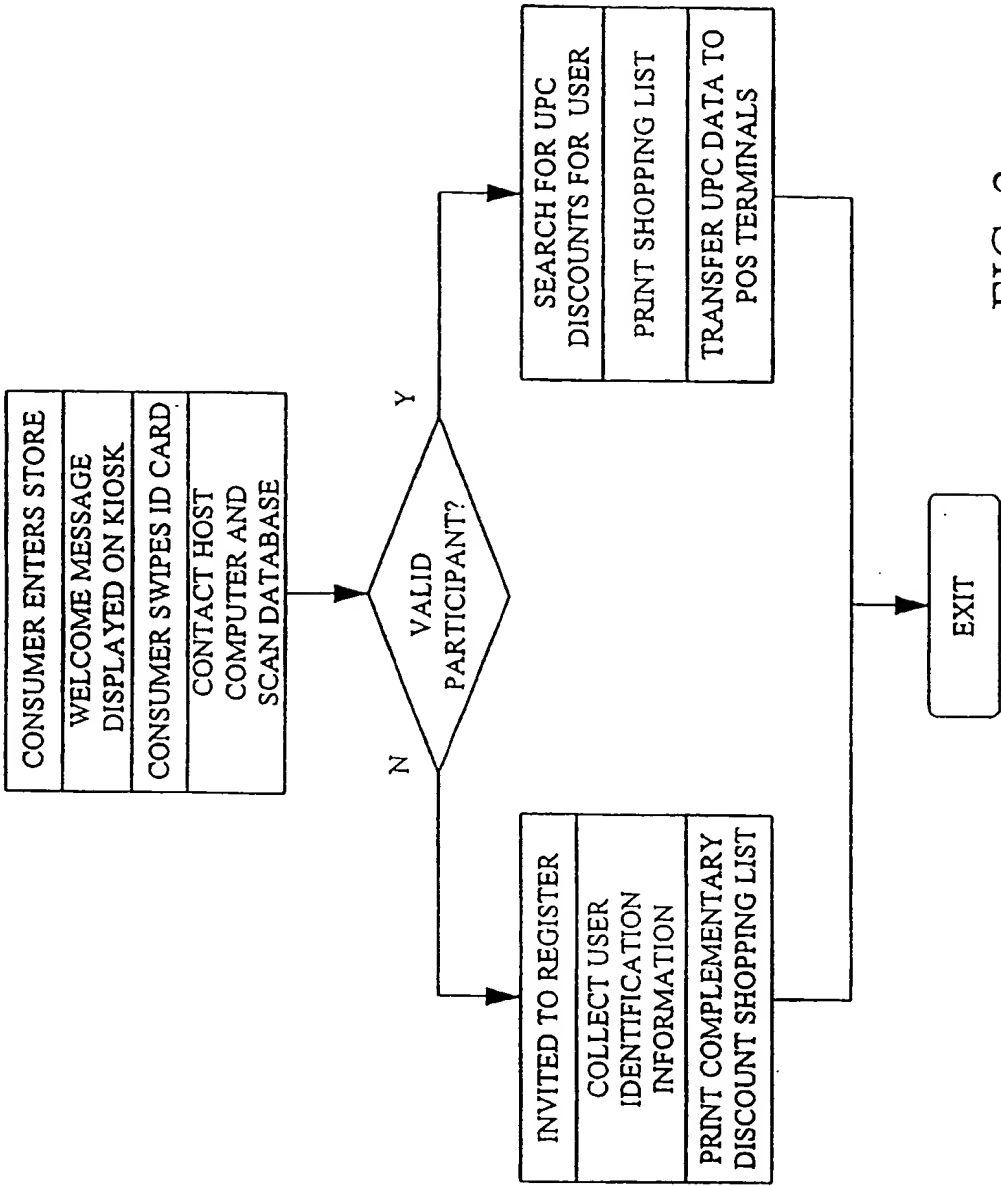 CONSUMER ENTERS STORE
WELCOME MESSAGE
DISPLAYED ON KIOSK
CONSUMER SWIPES ID CARD
CONTACT HOST
COMPUTER AND
SCAN DATABASE
VALID
PARTICIPANT?
N
Y
INVITED TO REGISTER
COLLECT USER
IDENTIFICATION
INFORMATION
PRINT COMPLEMENTARY
DISCOUNT SHOPPING LIST
SEARCH FOR UPC
DISCOUNTS FOR USER
PRINT SHOPPING LIST
TRANSFER UPC DATA TO
POS TERMINALS
EXIT